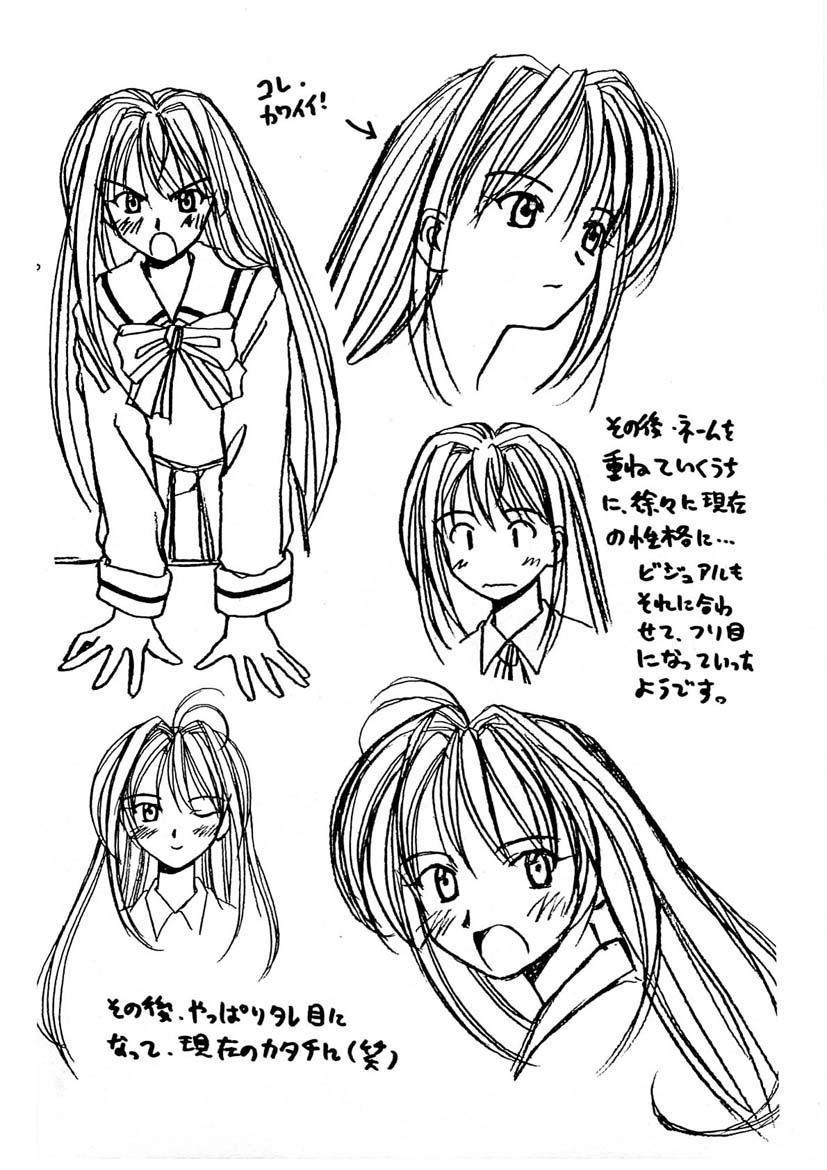 コレ・
カワイイ!
その後・ネームを
重ねていくうち
に、徐々に現在
の性格に…
ビジュアルも
それに合わ
せて、フリ目
になっていった
ようです。
その後、やっぱりタレ目に
なって、現在のカタチに(笑)